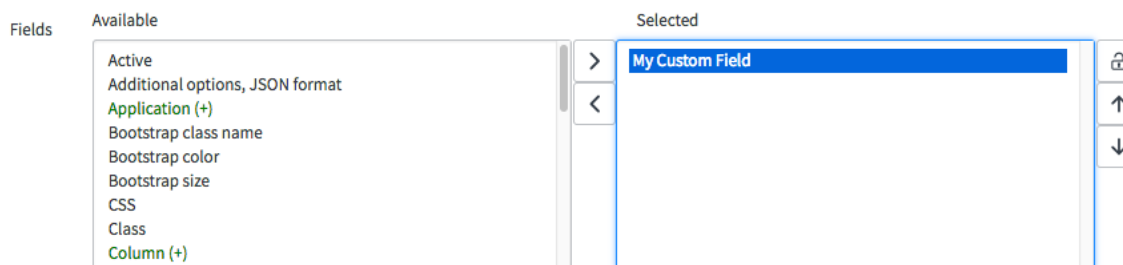 Fields
Available
Selected
Active
Additional options, JSON format
Application (+)
Bootstrap class name
Bootstrap color
Bootstrap size
CSS
Class
Column (+)
My Custom Field